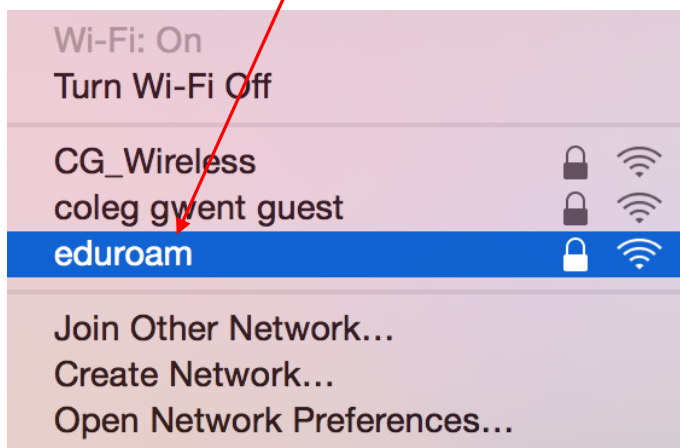 Wi-Fi: On
Turn Wi-Fi Off
CG_Wireless
coleg gwent guest
eduroam
Join Other Network...
Create Network...
Open Network Preferences...